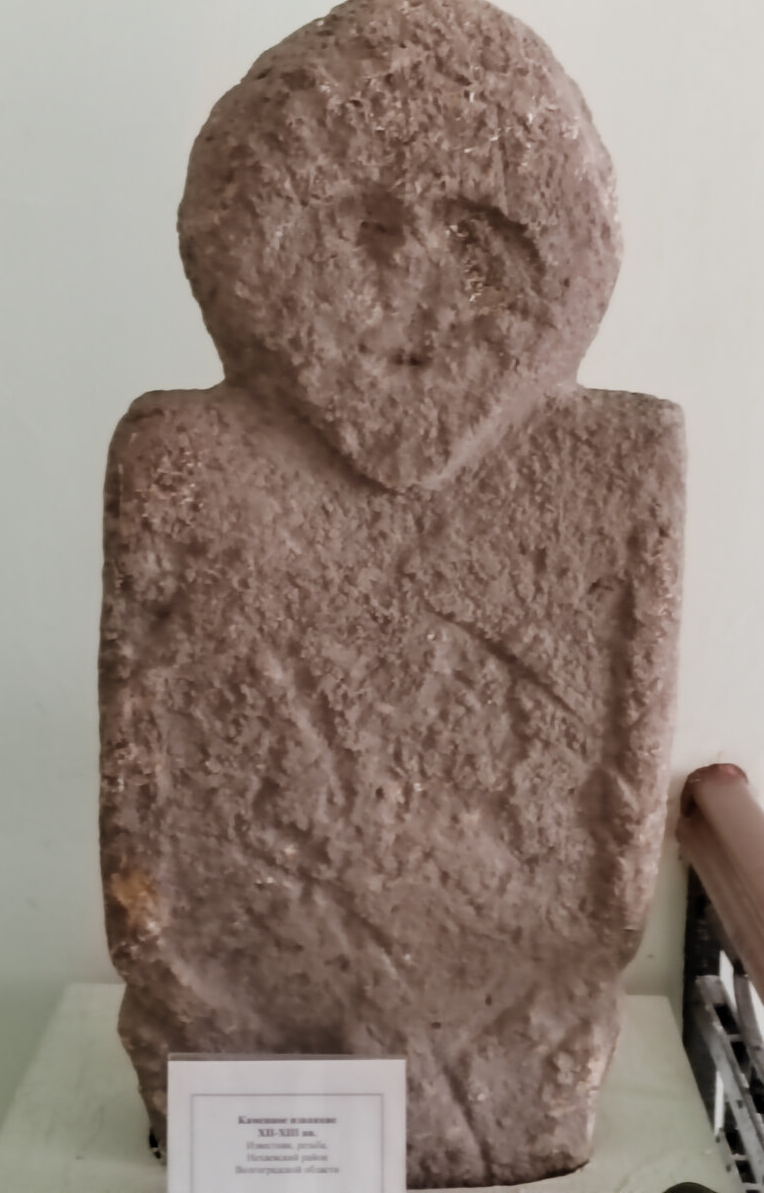 Каменное изваяние
XII-XIII вв.
Известняк, резьба.
Нехаевский район
Волгоградской области